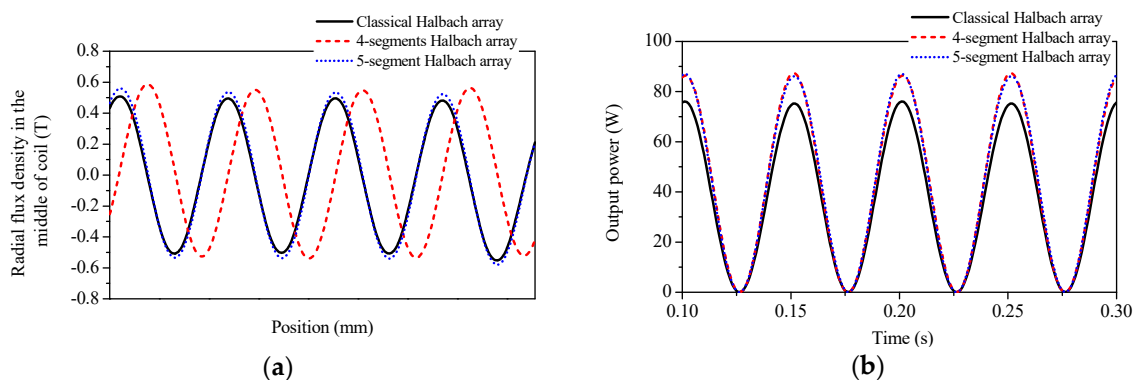 Classical Halbach array
4-segments Halbach array
5-segment Halbach array
0.8
0.6
0.4
0.2
0.0
-0.2
-0.4
-0.6
-0.8
Radial flux density in the
middle of coil (T)
Position (mm)
(a)
Classical Halbach array
4-segment Halbach array
5-segment Halbach array
100
80
60
40
20
0
Output power (W)
0.10
0.15
0.20
0.25
0.30
Time (s)
(b)